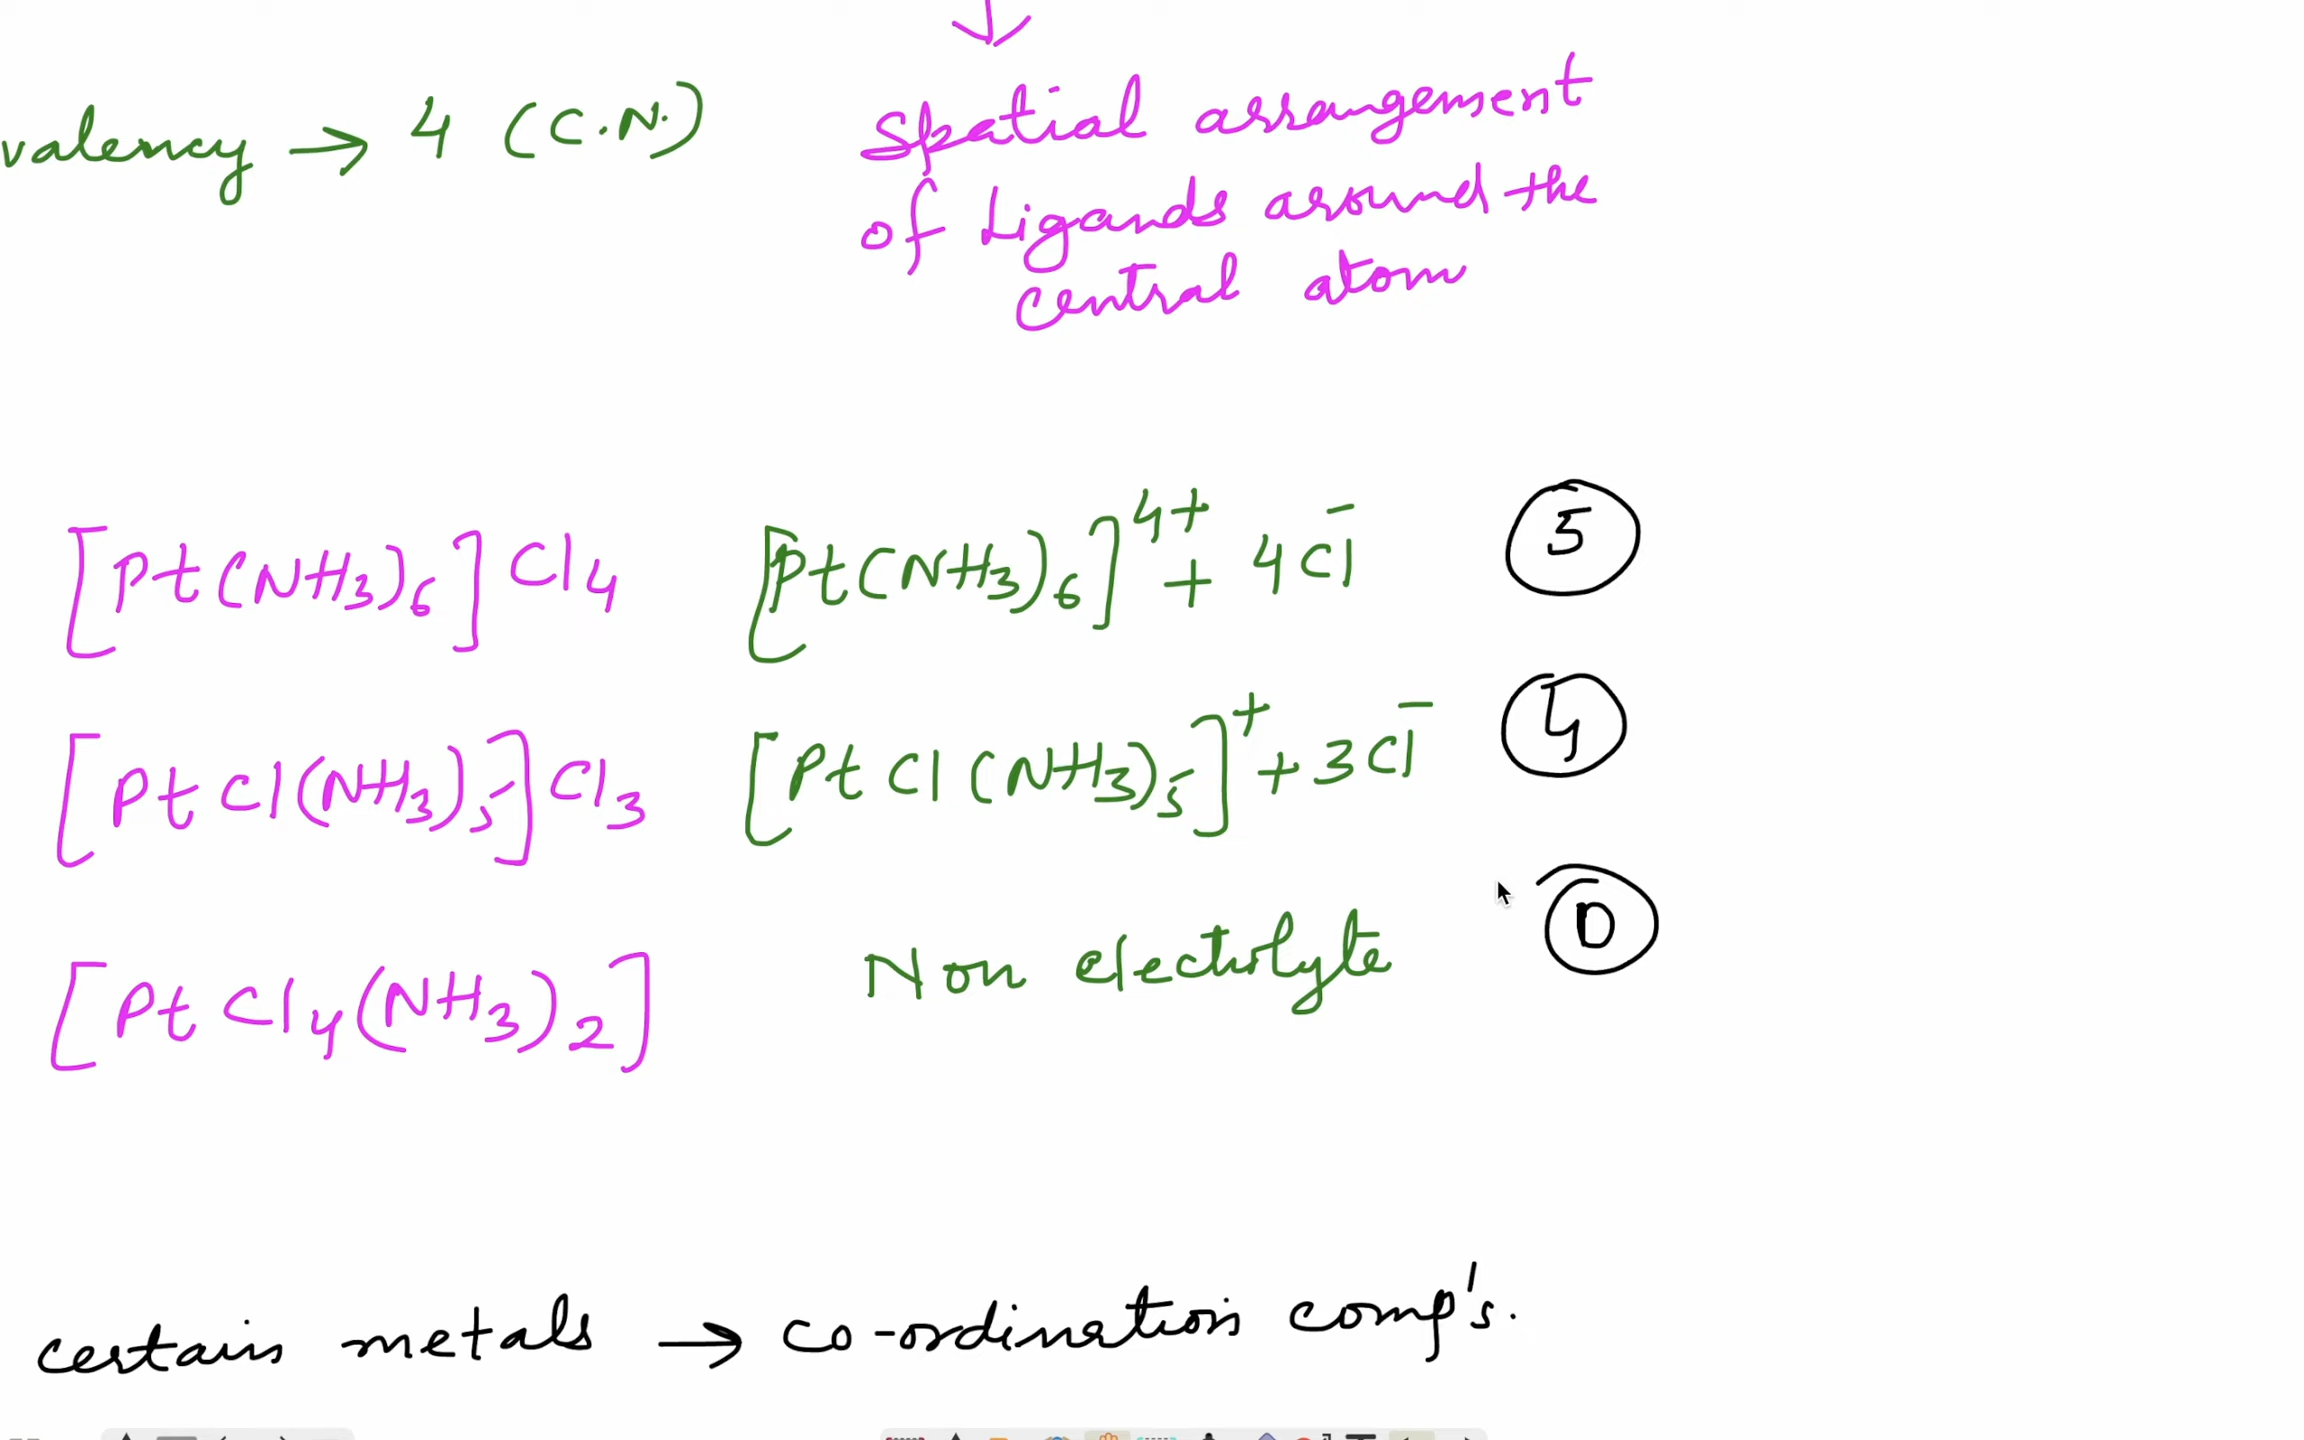 valency → 4 (C.N.)
Spatial arrangement
of Ligands around the
central atom
[Pt(NH3)6]Cl4 [Pt(NH3)6]4+ + 4Cl− 5
[PtCl(NH3)5]Cl3 [PtCl(NH3)5]+ + 3Cl− 4
[PtCl4(NH3)2] Non electrolyte 0
certain metals → co-ordination comp's.